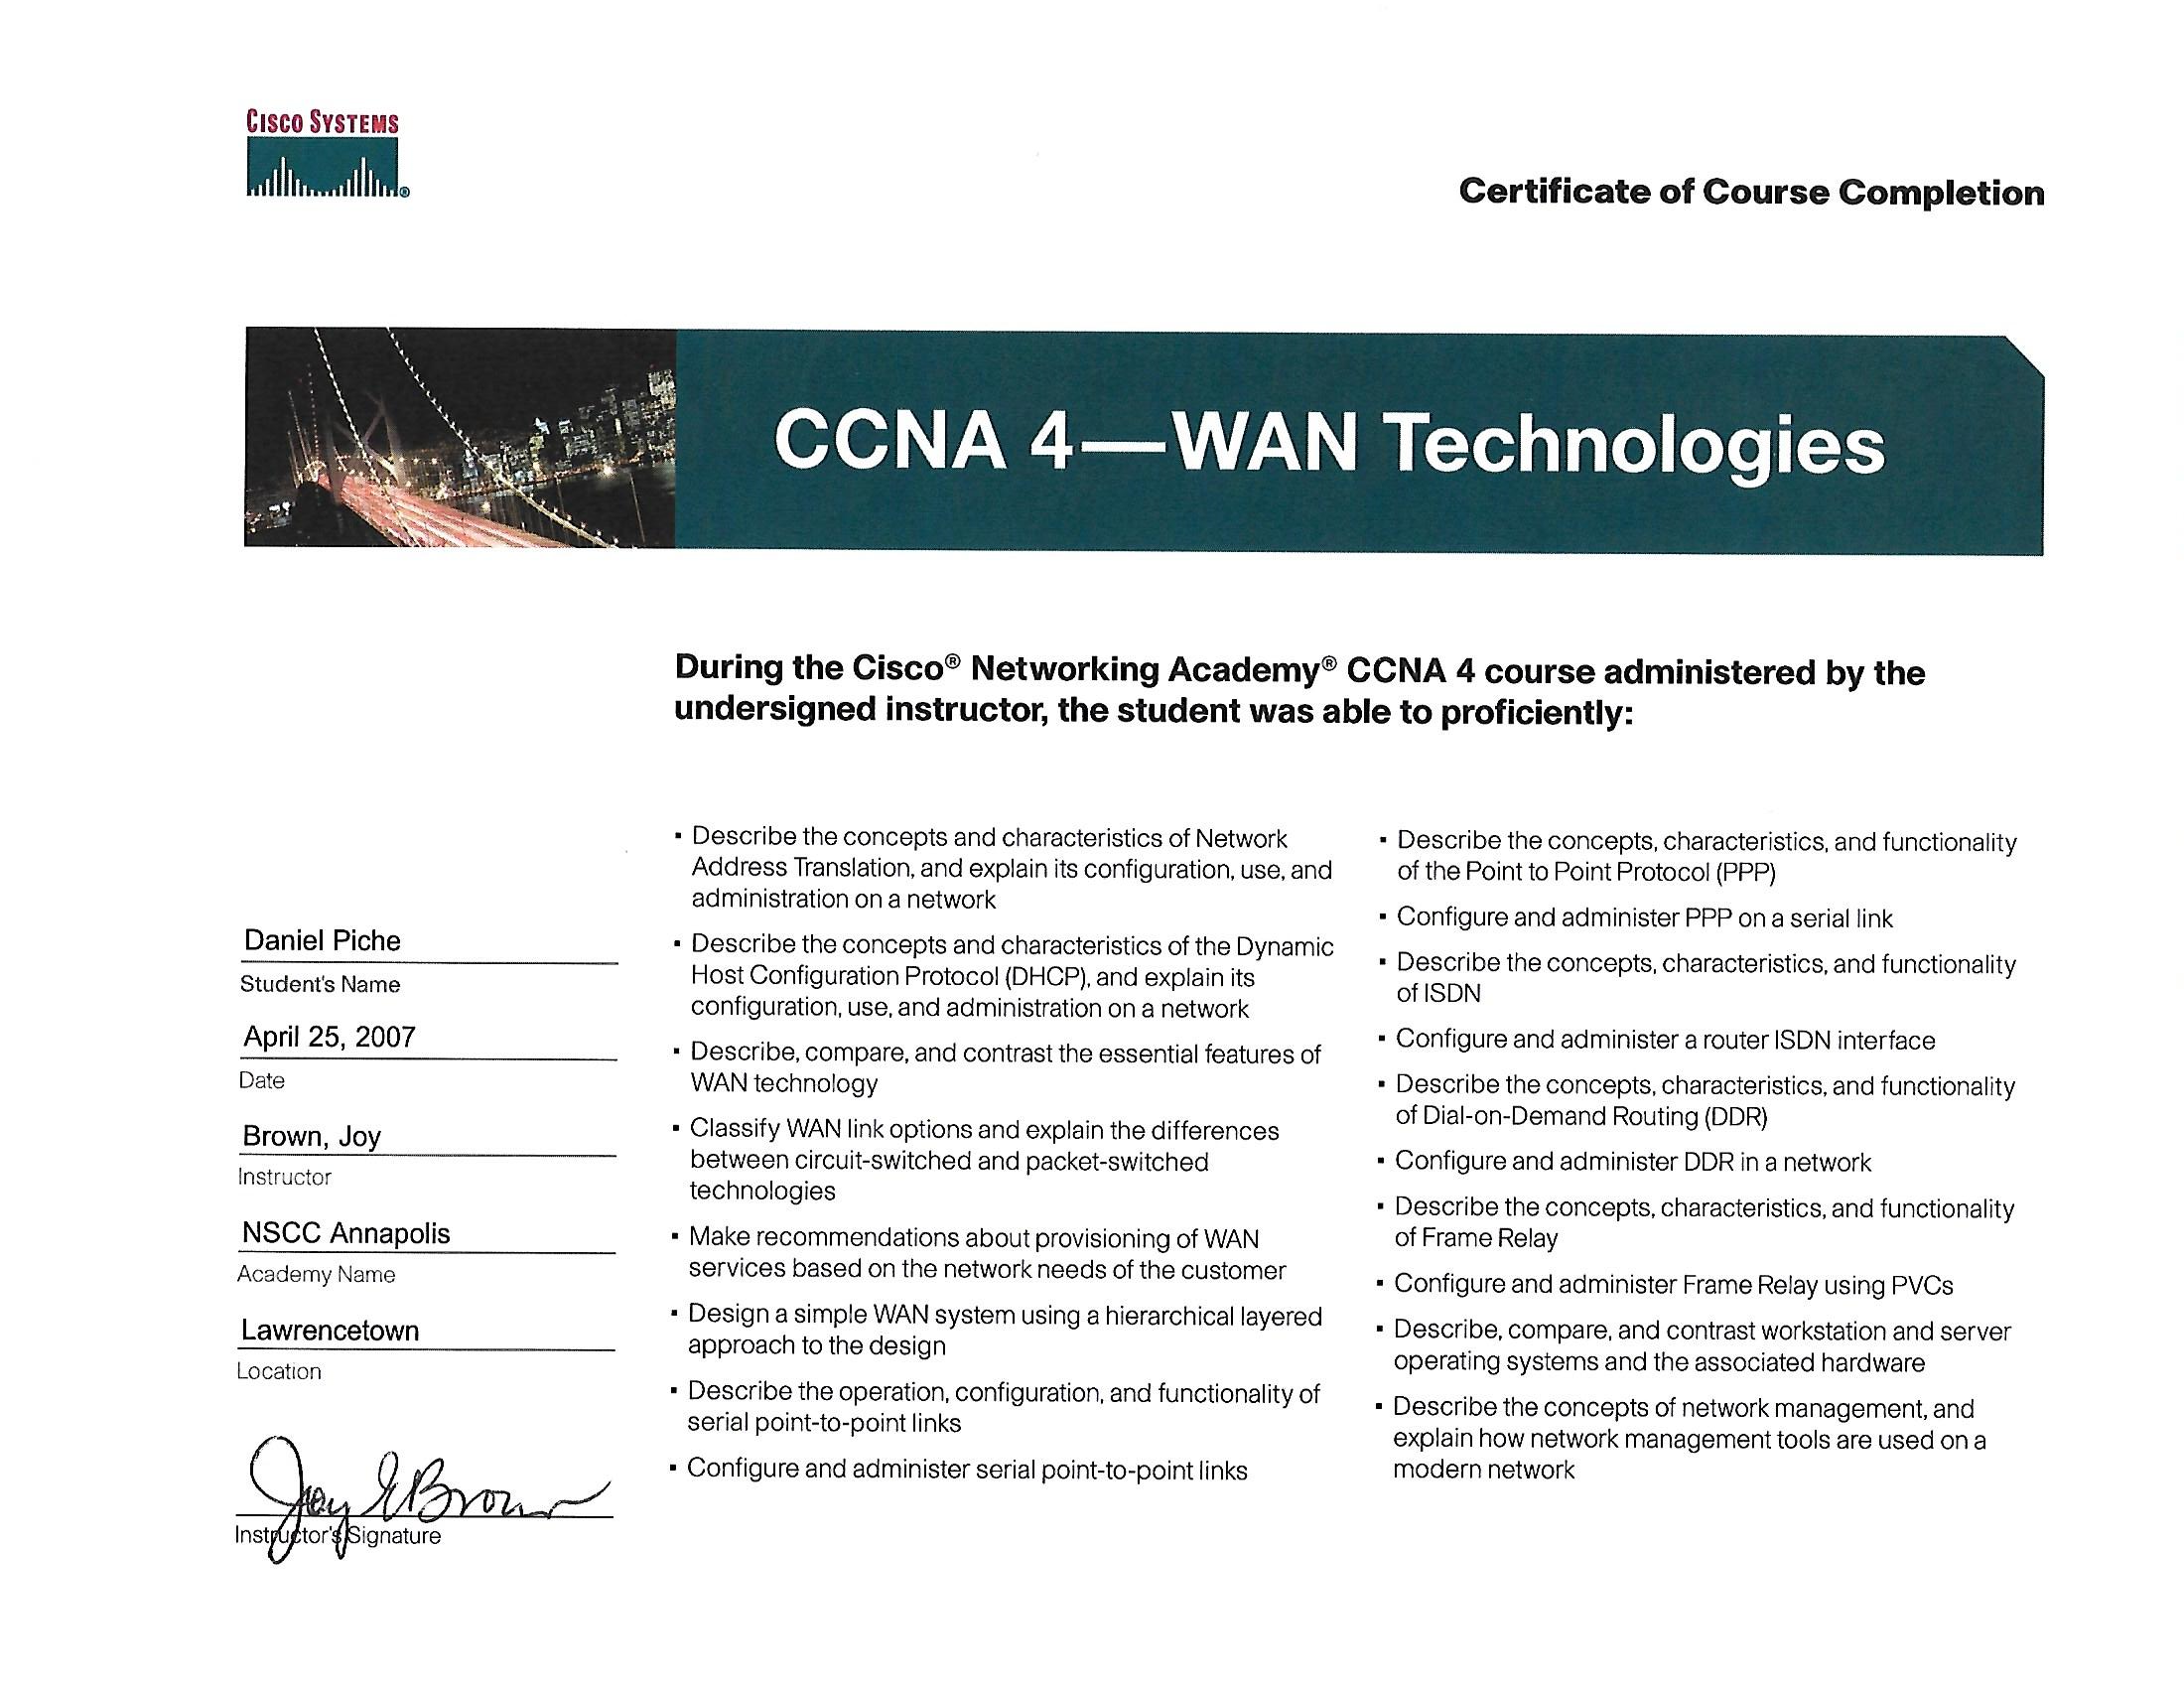 CISCO SYSTEMS
®
Certificate of Course Completion
CCNA 4—WAN Technologies
During the Cisco® Networking Academy® CCNA 4 course administered by the
undersigned instructor, the student was able to proficiently:
Daniel Piche
Student's Name
April 25, 2007
Date
Brown, Joy
Instructor
NSCC Annapolis
Academy Name
Lawrencetown
Location
Joy E Brown
Instructor's Signature
▪ Describe the concepts and characteristics of Network
Address Translation, and explain its configuration, use, and
administration on a network
▪ Describe the concepts and characteristics of the Dynamic
Host Configuration Protocol (DHCP), and explain its
configuration, use, and administration on a network
▪ Describe, compare, and contrast the essential features of
WAN technology
▪ Classify WAN link options and explain the differences
between circuit-switched and packet-switched
technologies
▪ Make recommendations about provisioning of WAN
services based on the network needs of the customer
▪ Design a simple WAN system using a hierarchical layered
approach to the design
▪ Describe the operation, configuration, and functionality of
serial point-to-point links
▪ Configure and administer serial point-to-point links
▪ Describe the concepts, characteristics, and functionality
of the Point to Point Protocol (PPP)
▪ Configure and administer PPP on a serial link
▪ Describe the concepts, characteristics, and functionality
of ISDN
▪ Configure and administer a router ISDN interface
▪ Describe the concepts, characteristics, and functionality
of Dial-on-Demand Routing (DDR)
▪ Configure and administer DDR in a network
▪ Describe the concepts, characteristics, and functionality
of Frame Relay
▪ Configure and administer Frame Relay using PVCs
▪ Describe, compare, and contrast workstation and server
operating systems and the associated hardware
▪ Describe the concepts of network management, and
explain how network management tools are used on a
modern network